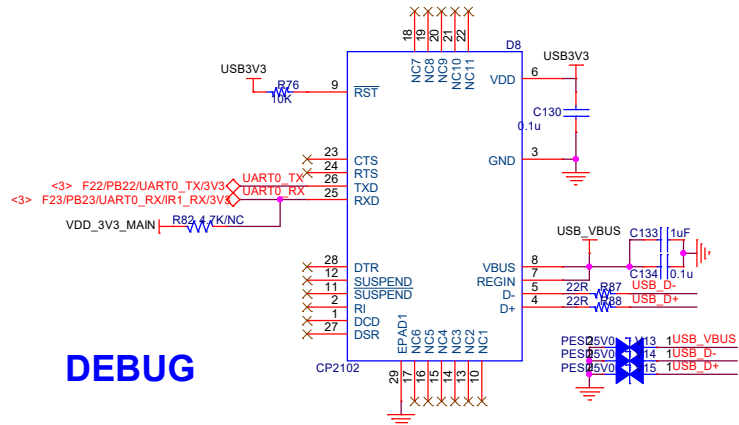 18 19 20 21 22
D8
NC7 NC8 NC9 NC10 NC11
USB3V3
R76
10K
9
RST
VDD
6
USB3V3
C130
0.1u
GND
3
23
CTS
24
RTS
<3> F22/PB22/UART0_TX/3V3
UART0_TX
26
TXD
<3> F23/PB23/UART0_RX/IR1_RX/3V3
UART0_RX
25
RXD
VDD_3V3_MAIN
R82 4.7K/NC
USB_VBUS
C133
1uF
C134
0.1u
28
DTR
12
SUSPEND
11
SUSPEND
2
RI
1
DCD
27
DSR
VBUS
8
REGIN
7
D-
5
22R
R87
USB_D-
D+
4
22R
R88
USB_D+
EPAD1 NC6 NC5 NC4 NC3 NC2 NC1
CP2102
29 17 16 15 14 13 12 10
V13
1
USB_VBUS
14
1
USB_D-
15
1
USB_D+
DEBUG